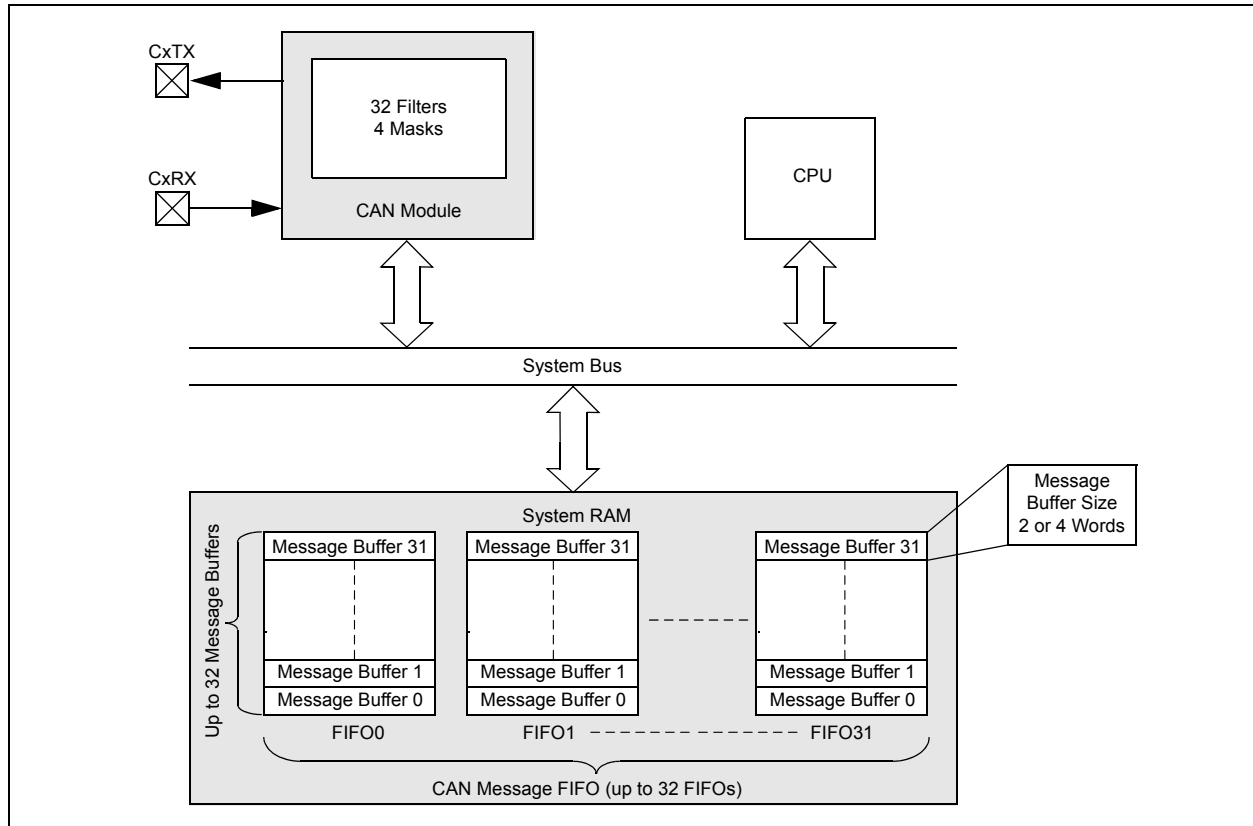 CxTX
32 Filters
4 Masks
CxRX
CAN Module
CPU
System Bus
Message
Buffer Size
2 or 4 Words
System RAM
Up to 32 Message Buffers
Message Buffer 31
Message Buffer 31
Message Buffer 31
Message Buffer 1
Message Buffer 1
Message Buffer 1
Message Buffer 0
Message Buffer 0
Message Buffer 0
FIFO0
FIFO1
FIFO31
CAN Message FIFO (up to 32 FIFOs)